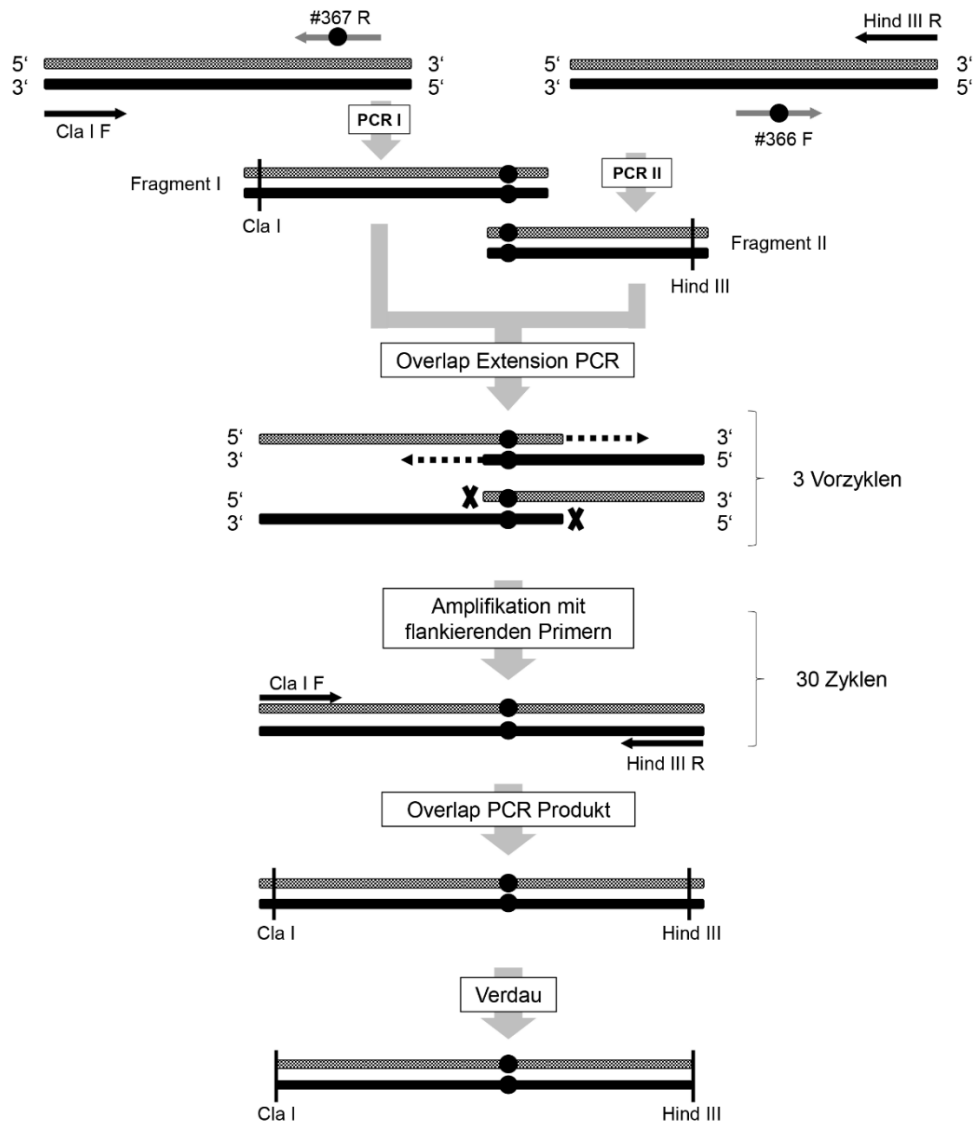 #367 R
Hind III R
5‘ 3‘
3‘ 5‘
5‘ 3‘
3‘ 5‘
Cla I F
PCR I
#366 F
Fragment I
Cla I
PCR II
Fragment II
Hind III
Overlap Extension PCR
5‘ 3‘
3‘ 5‘
5‘ 3‘
3‘ 5‘
3 Vorzyklen
Amplifikation mit
flankierenden Primern
Cla I F
30 Zyklen
Hind III R
Overlap PCR Produkt
Cla I
Hind III
Verdau
Cla I
Hind III